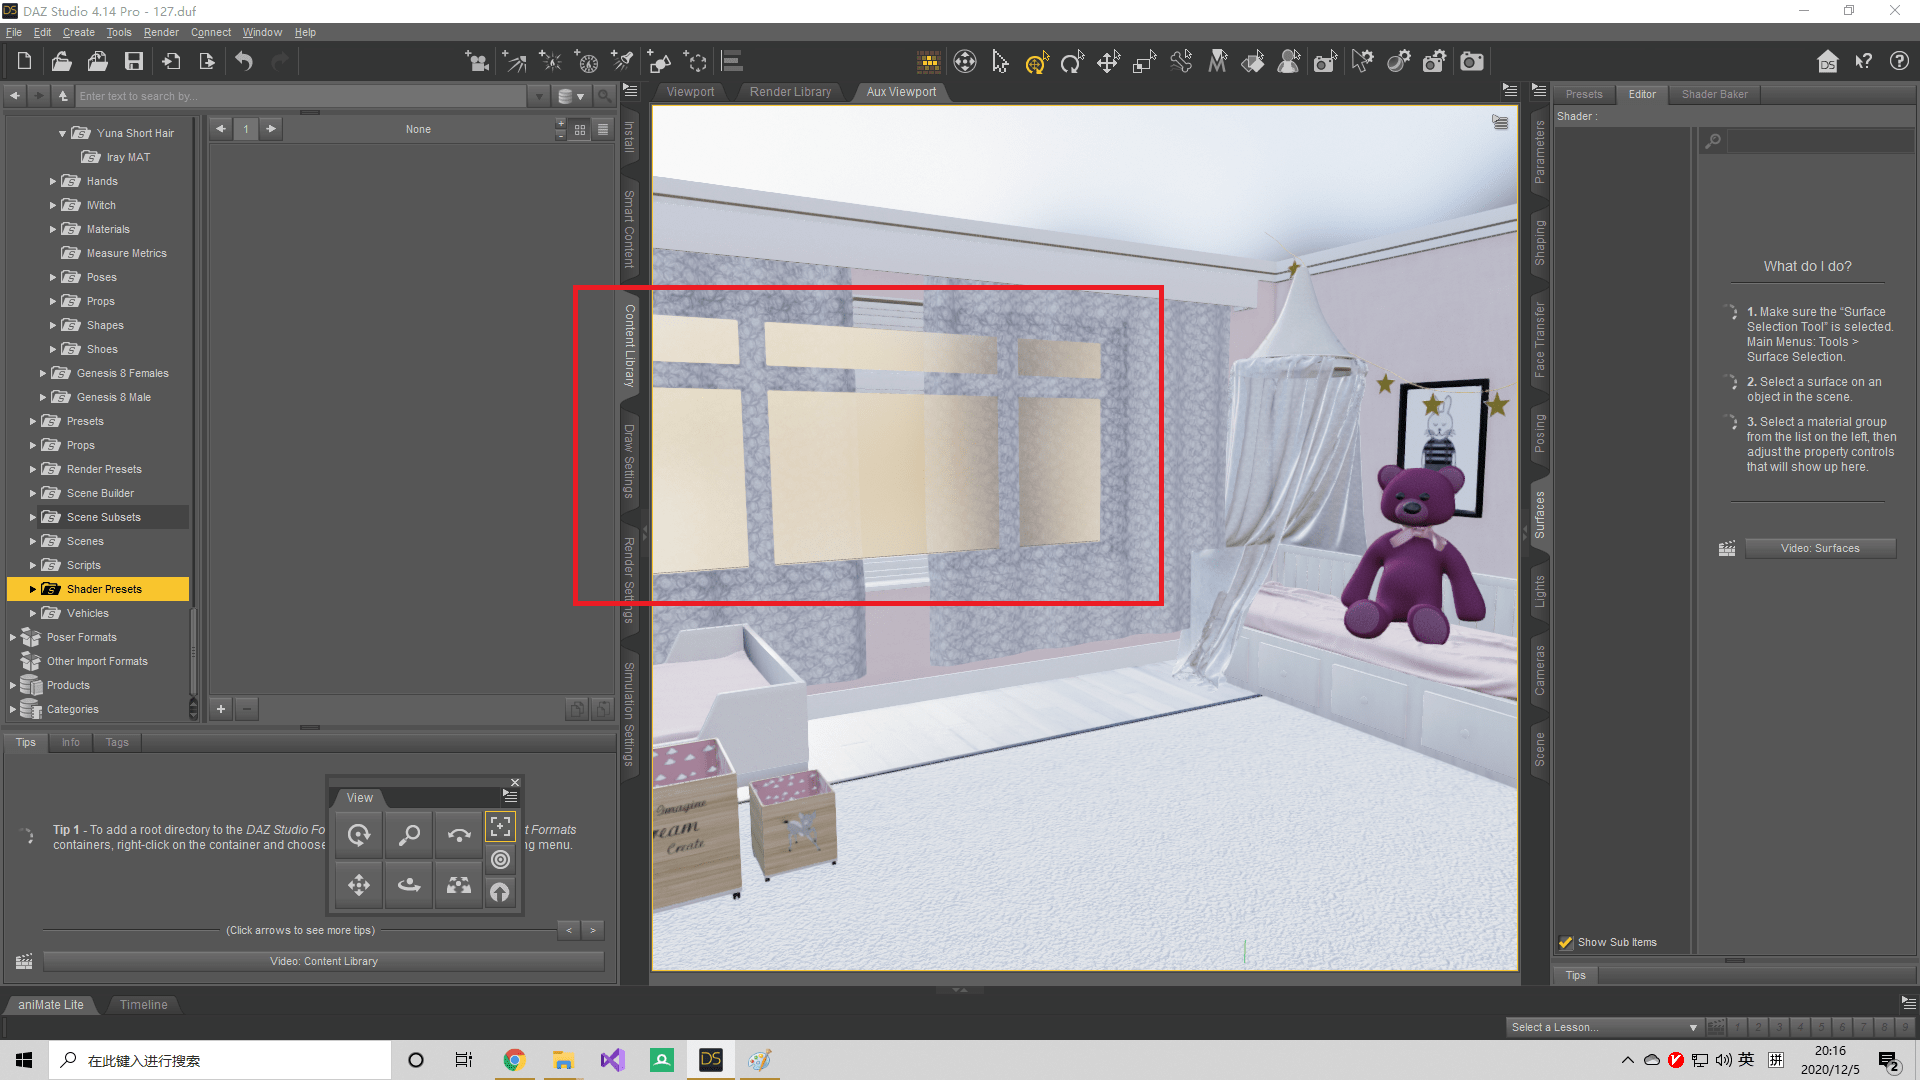 DAZ Studio 4.14 Pro - 127.duf
File Edit Create Tools Render Connect Window Help
Enter text to search by...
Yuna Short Hair
Iray MAT
Hands
IWitch
Materials
Measure Metrics
Poses
Props
Shapes
Shoes
Genesis 8 Females
Genesis 8 Male
Presets
Props
Render Presets
Scene Builder
Scene Subsets
Scenes
Scripts
Shader Presets
Vehicles
Poser Formats
Other Import Formats
Products
Categories
1
None
Install
Smart Content
Content Library
Draw Settings
Render Settings
Simulation Settings
Viewport Render Library Aux Viewport
Imagine
ream
Create
Parameters
Shaping
Face Transfer
Posing
Surfaces
Lights
Cameras
Scene
Presets Editor Shader Baker
Shader :
What do I do?
1. Make sure the “Surface
Selection Tool” is selected.
Main Menus: Tools >
Surface Selection.
2. Select a surface on an
object in the scene.
3. Select a material group
from the list on the left, then
adjust the property controls
that will show up here.
Video: Surfaces
Show Sub Items
Tips
Tips Info Tags
View
Tip 1 - To add a root directory to the DAZ Studio Fo t Formats
containers, right-click on the container and choose ng menu.
(Click arrows to see more tips)
< >
Video: Content Library
aniMate Lite Timeline
Select a Lesson...
1 2 3 4 5 6 7 8 9
在此键入进行搜索
DS
英
拼
20:16
2020/12/5
2